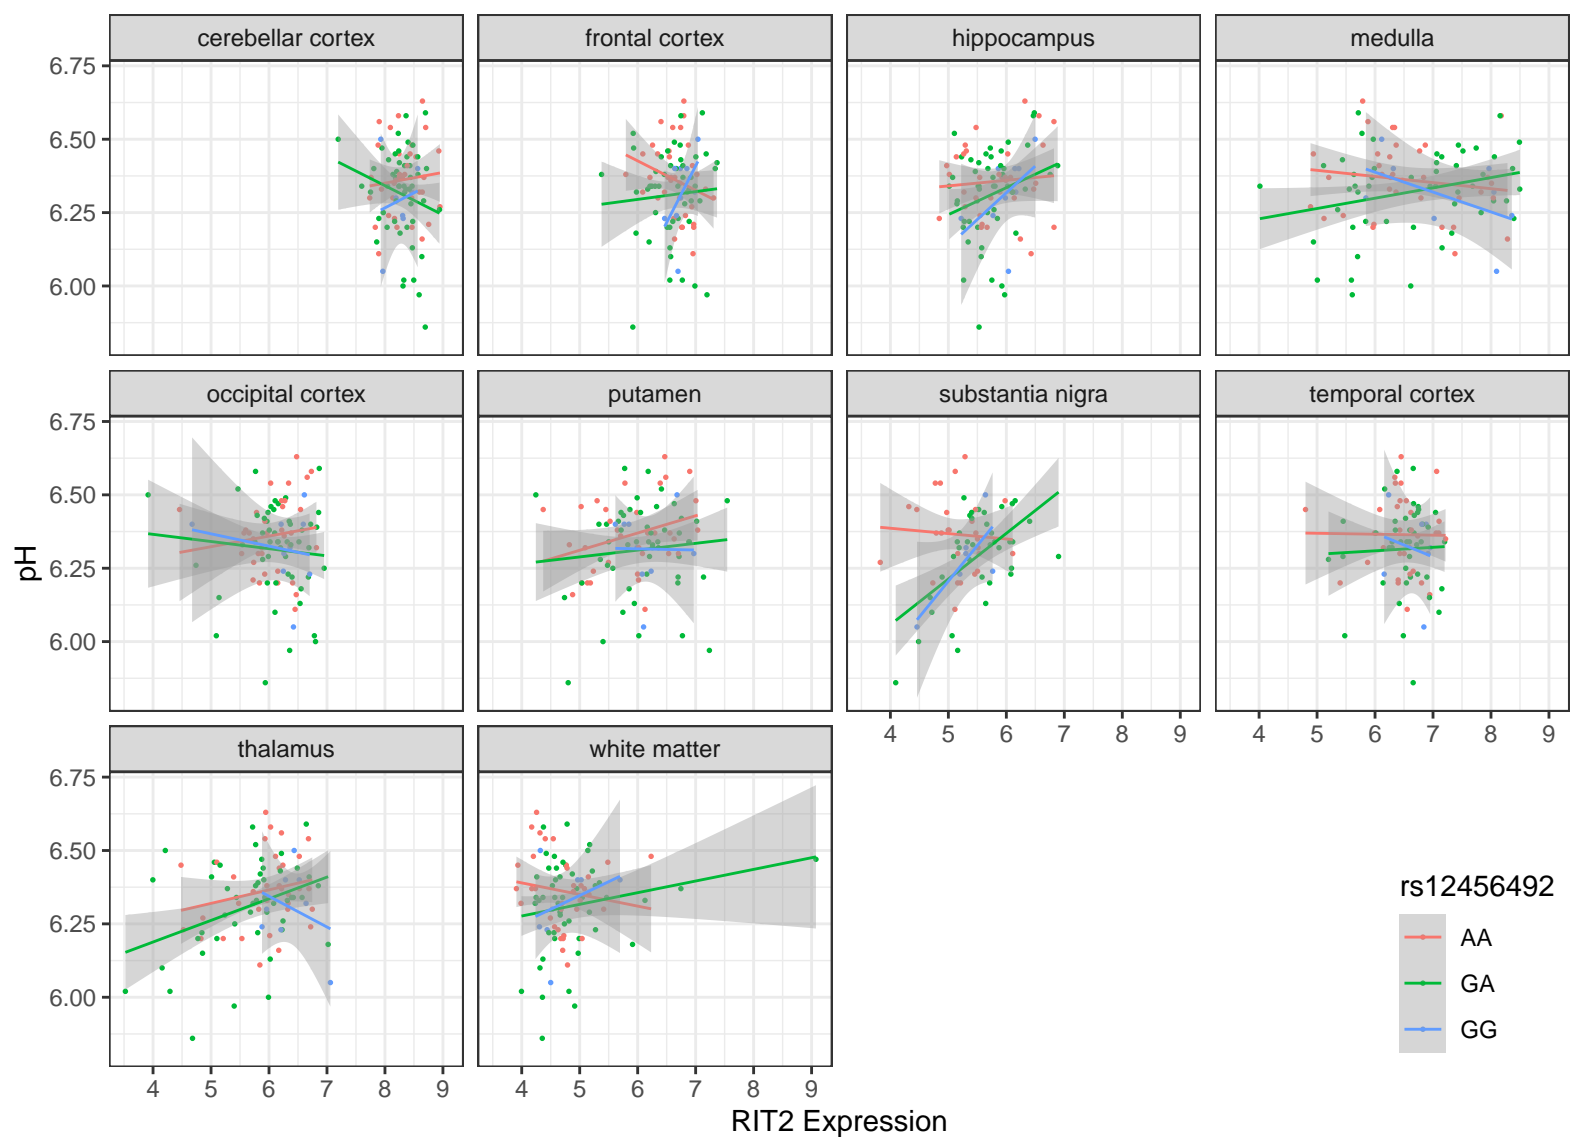 cerebellar cortex frontal cortex hippocampus medulla
6.75
6.50
6.25
6.00
occipital cortex putamen substantia nigra temporal cortex
6.75
6.50
6.25
6.00
4 5 6 7 8 9 4 5 6 7 8 9
thalamus white matter
6.75
6.50
6.25
6.00
4 5 6 7 8 9 4 5 6 7 8 9
pH
RIT2 Expression
rs12456492
AA
GA
GG